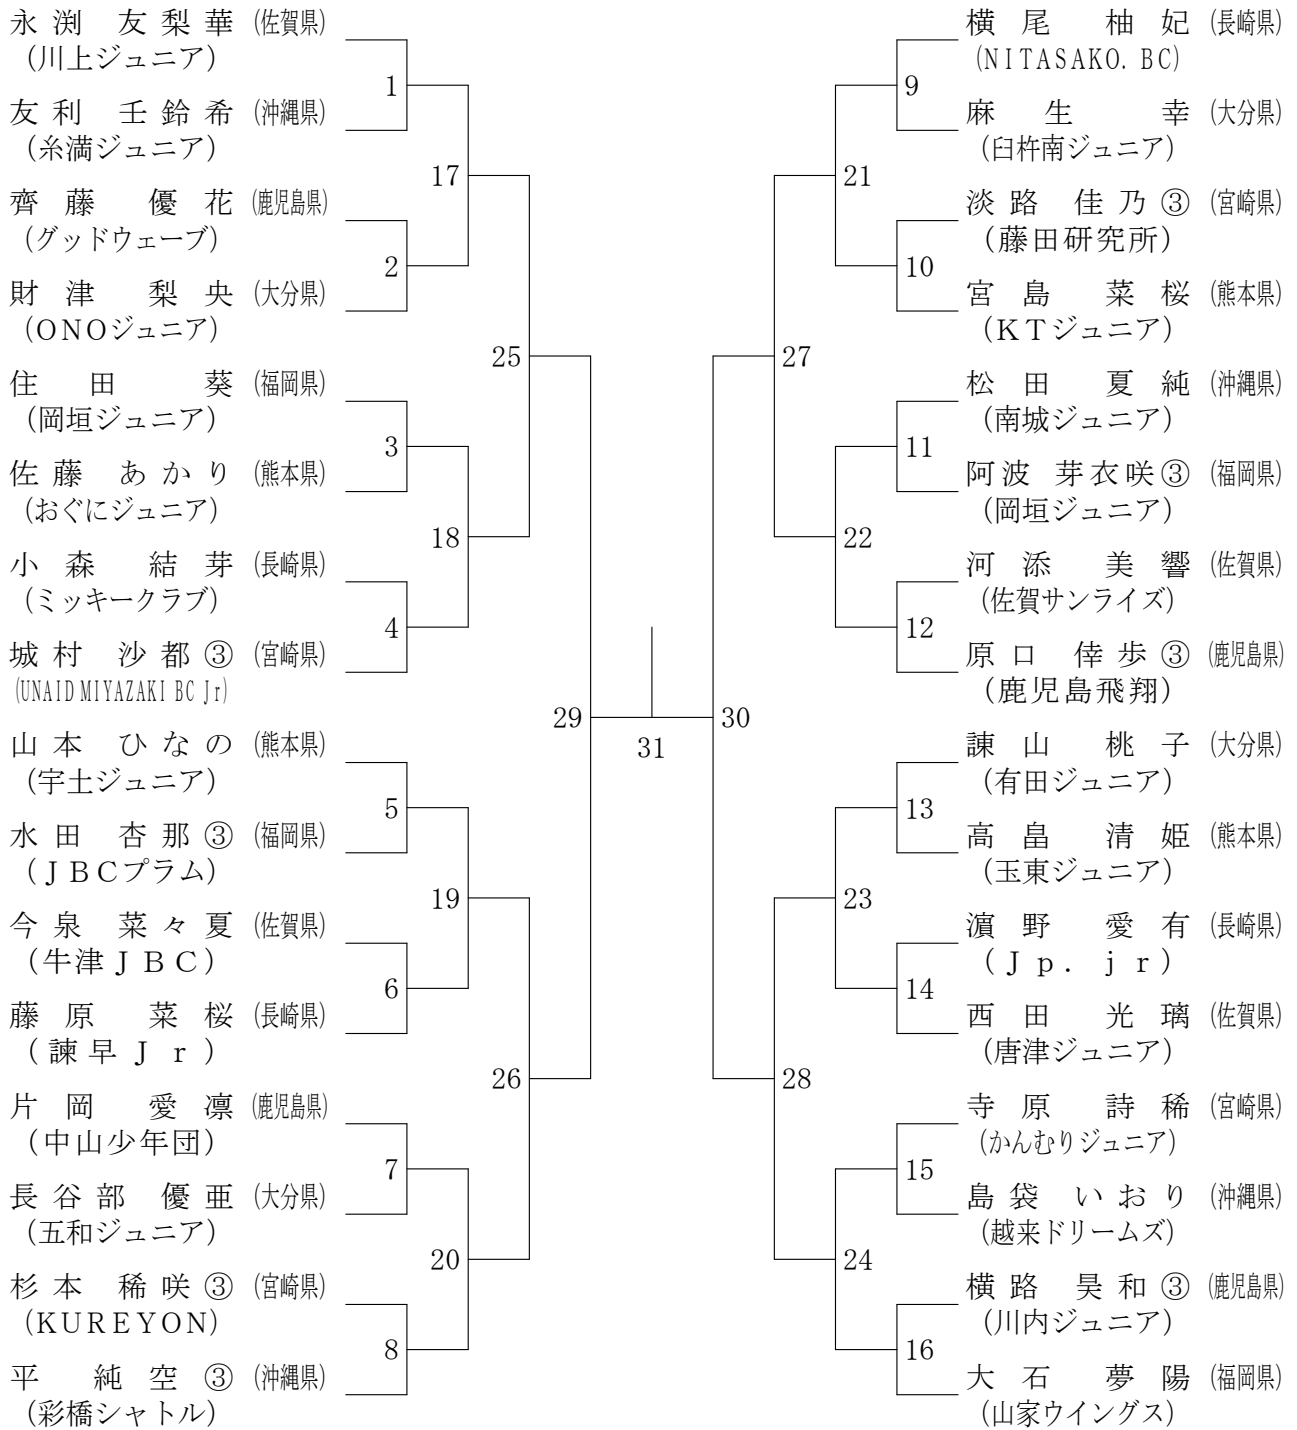 永渕 友梨華 (佐賀県)
(川上ジュニア)
1
友利 壬鈴希 (沖縄県)
(糸満ジュニア)
17
齊藤 優花 (鹿児島県)
(グッドウェーブ)
2
財津 梨央 (大分県)
(ONOジュニア)
25
住田 葵 (福岡県)
(岡垣ジュニア)
3
佐藤 あかり (熊本県)
(おぐにジュニア)
18
小森 結芽 (長崎県)
(ミッキークラブ)
4
城村 沙都③ (宮崎県)
(UNAID MIYAZAKI BC Jr)
29
山本 ひなの (熊本県)
(宇土ジュニア)
5
水田 杏那③ (福岡県)
(JBCプラム)
19
今泉 菜々夏 (佐賀県)
(牛津JBC)
6
藤原 菜桜 (長崎県)
(諫早Jr)
26
片岡 愛凛 (鹿児島県)
(中山少年団)
7
長谷部 優亜 (大分県)
(五和ジュニア)
20
杉本 稀咲③ (宮崎県)
(KUREYON)
8
平 純空③ (沖縄県)
(彩橋シャトル)
31
横尾 柚妃 (長崎県)
(NITASAKO. BC)
9
麻生 幸 (大分県)
(臼杵南ジュニア)
21
淡路 佳乃③ (宮崎県)
(藤田研究所)
10
宮島 菜桜 (熊本県)
(KTジュニア)
27
松田 夏純 (沖縄県)
(南城ジュニア)
11
阿波 芽衣咲③ (福岡県)
(岡垣ジュニア)
22
河添 美響 (佐賀県)
(佐賀サンライズ)
12
原口 倖歩③ (鹿児島県)
(鹿児島飛翔)
30
諫山 桃子 (大分県)
(有田ジュニア)
13
高畠 清姫 (熊本県)
(玉東ジュニア)
23
濵野 愛有 (長崎県)
(Jp. jr)
14
西田 光璃 (佐賀県)
(唐津ジュニア)
28
寺原 詩稀 (宮崎県)
(かんむりジュニア)
15
島袋 いおり (沖縄県)
(越来ドリームズ)
24
横路 昊和③ (鹿児島県)
(川内ジュニア)
16
大石 夢陽 (福岡県)
(山家ウイングス)